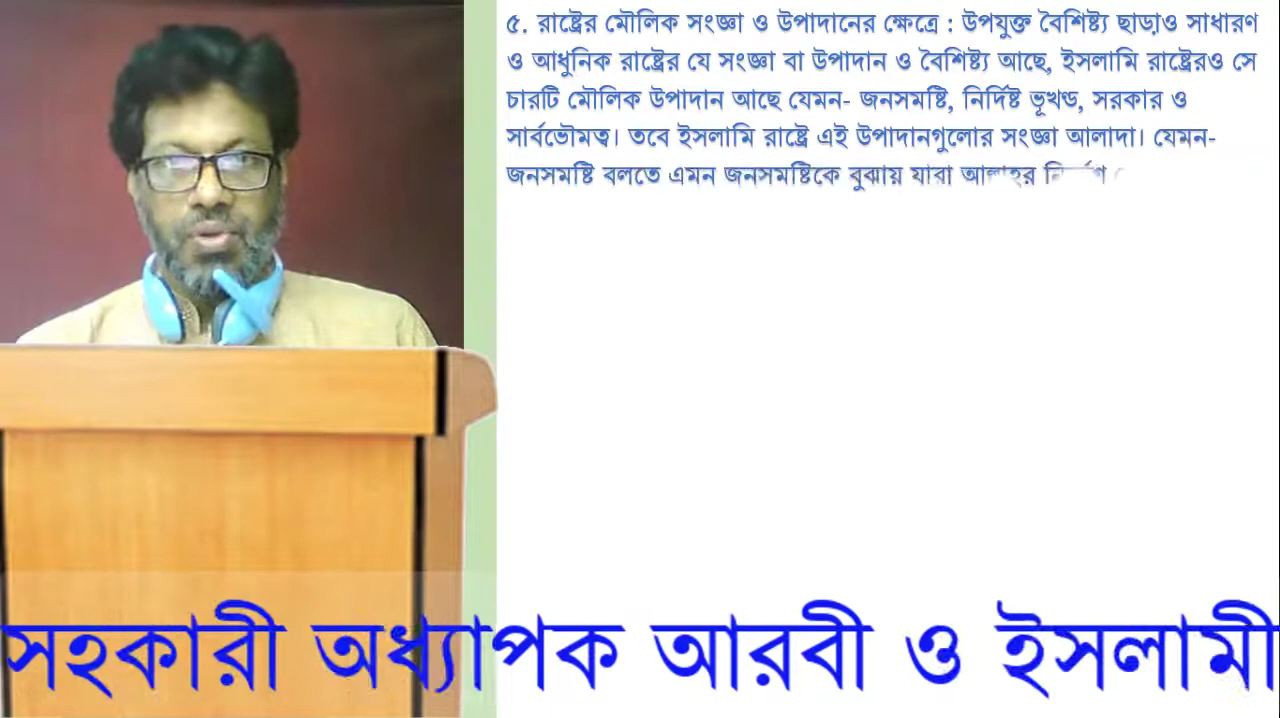 ৫. রাষ্ট্রের মৌলিক সংজ্ঞা ও উপাদানের ক্ষেত্রে : উপযুক্ত বৈশিষ্ট্য ছাড়াও সাধারণ
ও আধুনিক রাষ্ট্রের যে সংজ্ঞা বা উপাদান ও বৈশিষ্ট্য আছে, ইসলামি রাষ্ট্রেরও সে
চারটি মৌলিক উপাদান আছে যেমন- জনসমষ্টি, নির্দিষ্ট ভূখণ্ড, সরকার ও
সার্বভৌমত্ব। তবে ইসলামি রাষ্ট্রে এই উপাদানগুলোর সংজ্ঞা আলাদা। যেমন-
জনসমষ্টি বলতে এমন জনসমষ্টিকে বুঝায় যারা আল্লাহর
সহকারী অধ্যাপক আরবী ও ইসলামী